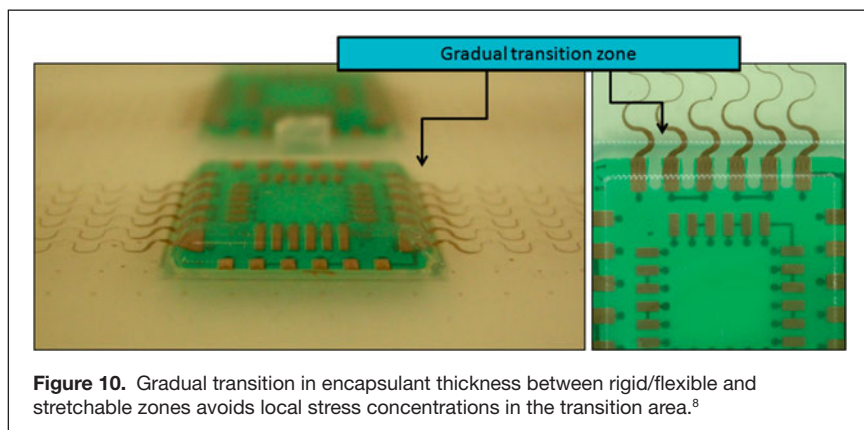 Gradual transition zone
Figure 10. Gradual transition in encapsulant thickness between rigid/flexible and
stretchable zones avoids local stress concentrations in the transition area.⁸